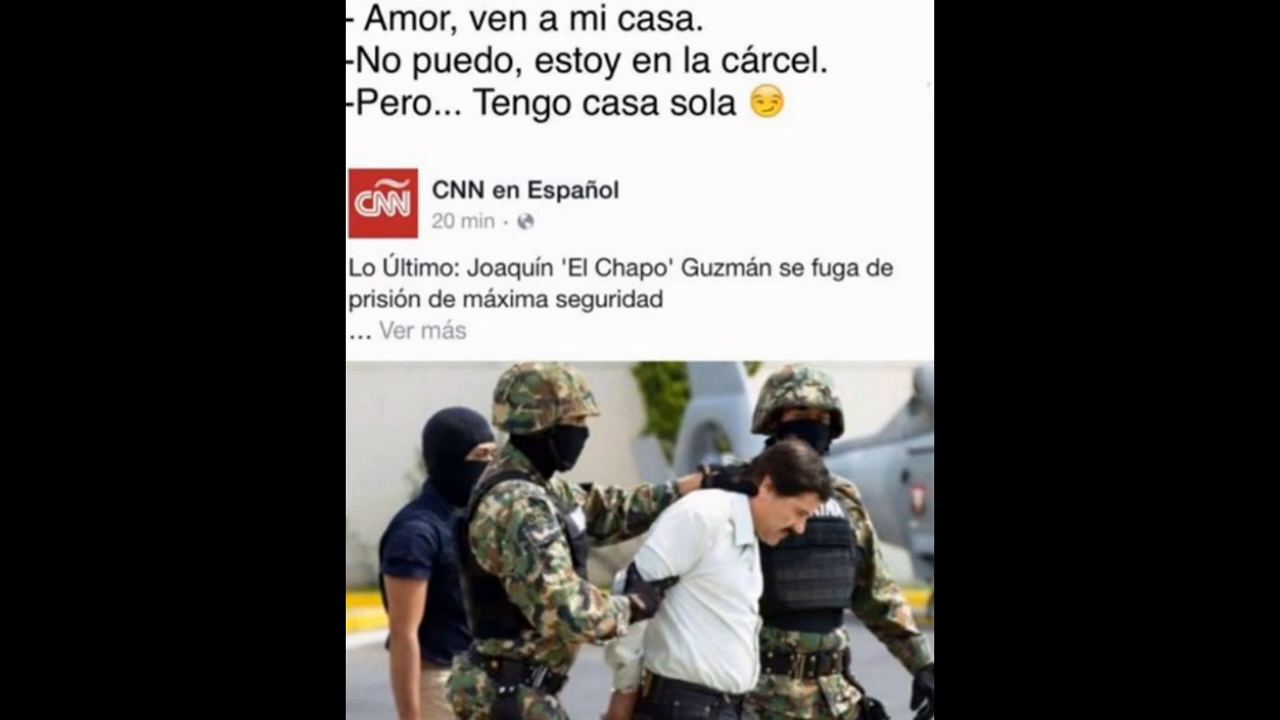 - Amor, ven a mi casa.
-No puedo, estoy en la cárcel.
-Pero... Tengo casa sola 😏
CNN
CNN en Español
20 min ·
Lo Último: Joaquín 'El Chapo' Guzmán se fuga de
prisión de máxima seguridad
... Ver más